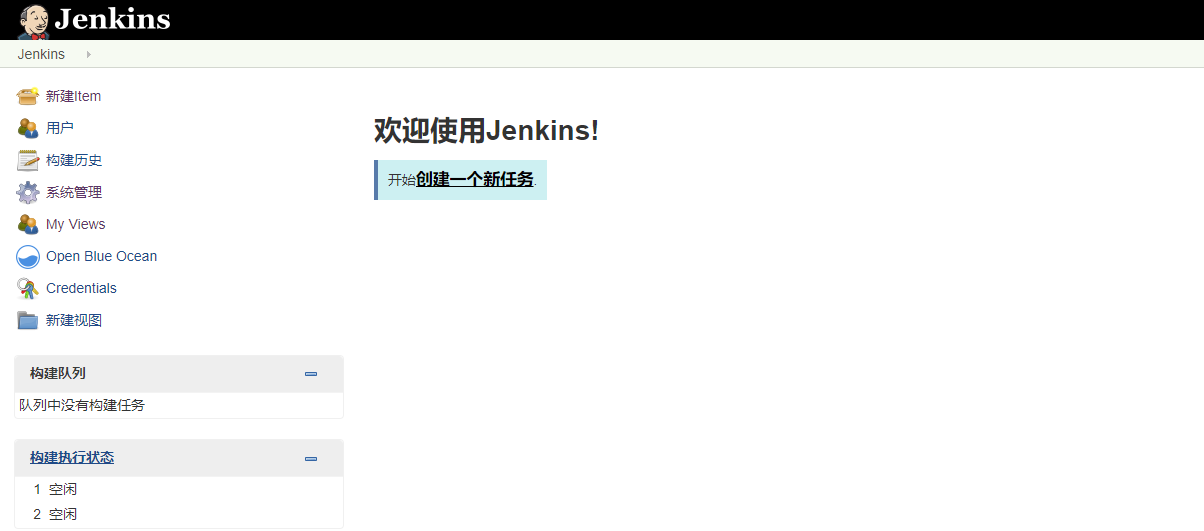 Jenkins
Jenkins
新建Item
用户
构建历史
系统管理
My Views
Open Blue Ocean
Credentials
新建视图
构建队列
队列中没有构建任务
构建执行状态
1 空闲
2 空闲
欢迎使用Jenkins!
开始创建一个新任务.